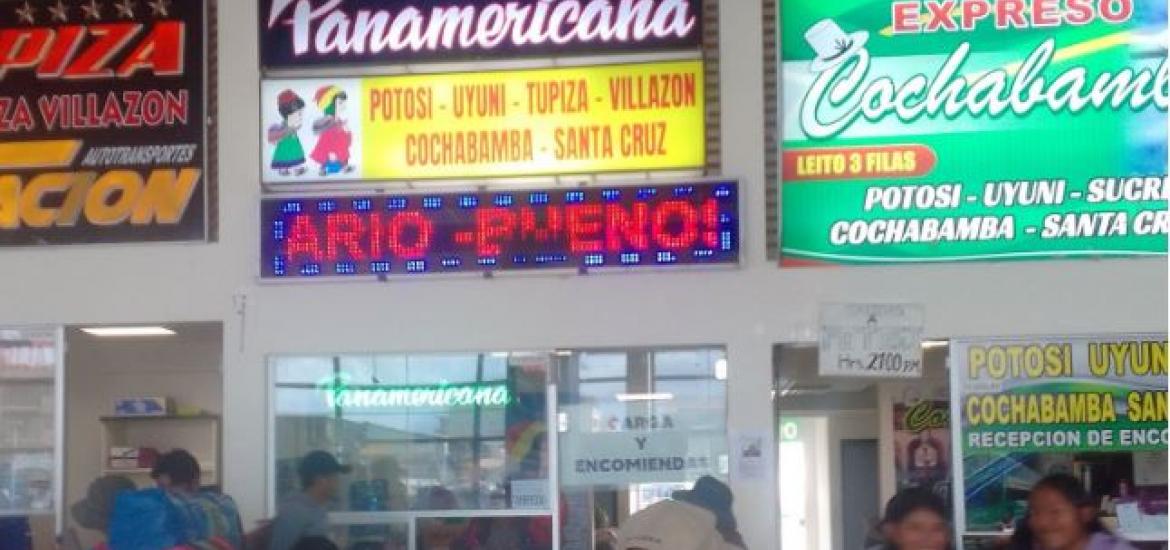 PIZA
ZA VILLAZON
AUTOTRANSPORTES
ACION
Panamericana
POTOSI - UYUNI - TUPIZA - VILLAZON
COCHABAMBA - SANTA CRUZ
ARIO -
ENO!
EXPRESO
Cochabamb
LEITO 3 FILAS
POTOSI - UYUNI - SUCRE
COCHABAMBA - SANTA CR
Panamericana
CARGA
Y
ENCOMIENDAS
Hrs. 21:00 PM
POTOSI UYUN
COCHABAMBA SAN
RECEPCION DE ENCO